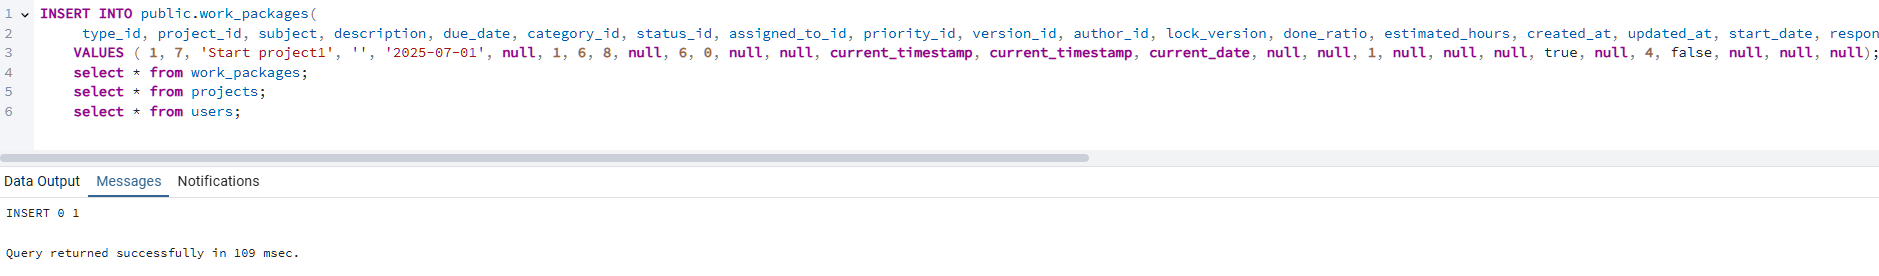 1 INSERT INTO public.work_packages(
2 type_id, project_id, subject, description, due_date, category_id, status_id, assigned_to_id, priority_id, version_id, author_id, lock_version, done_ratio, estimated_hours, created_at, updated_at, start_date, respon
3 VALUES ( 1, 7, 'Start project1', '', '2025-07-01', null, 1, 6, 8, null, 6, 0, null, null, current_timestamp, current_timestamp, current_date, null, null, 1, null, null, null, true, null, 4, false, null, null, null);
4 select * from work_packages;
5 select * from projects;
6 select * from users;
Data Output Messages Notifications
INSERT 0 1
Query returned successfully in 109 msec.